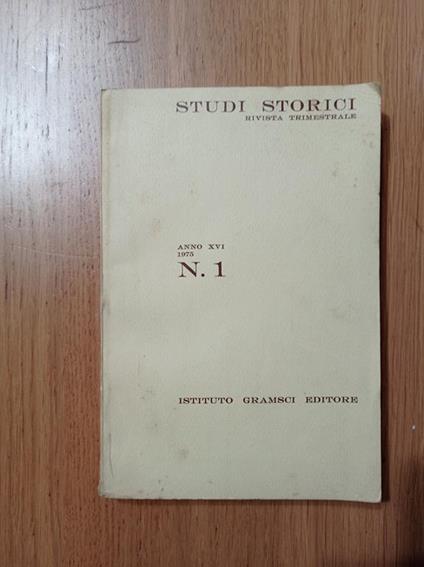 STUDI STORICI
RIVISTA TRIMESTRALE
ANNO XVI
1975
N. 1
ISTITUTO GRAMSCI EDITORE